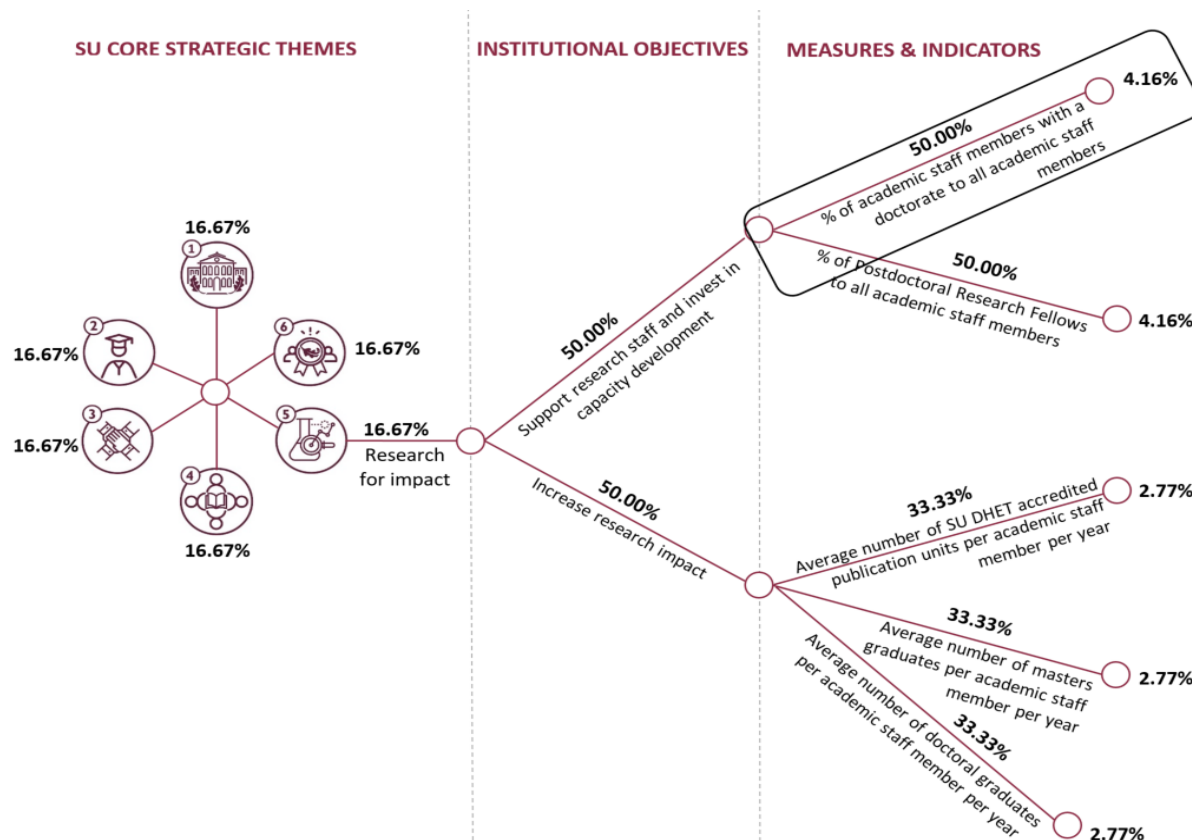 SU CORE STRATEGIC THEMES
INSTITUTIONAL OBJECTIVES
MEASURES & INDICATORS
16.67%
1
2
16.67%
3
16.67%
4
16.67%
5
6
16.67%
16.67%
Research
for impact
50.00%
Support research staff and invest in
capacity development
50.00%
Increase research impact
50.00%
% of academic staff members with a
doctorate to all academic staff
members
4.16%
50.00%
% of Postdoctoral Research Fellows
to all academic staff members
4.16%
33.33%
Average number of SU DHET accredited
publication units per academic staff
member per year
2.77%
33.33%
Average number of masters
graduates per academic staff
member per year
2.77%
33.33%
Average number of doctoral graduates
per academic staff member per year
2.77%